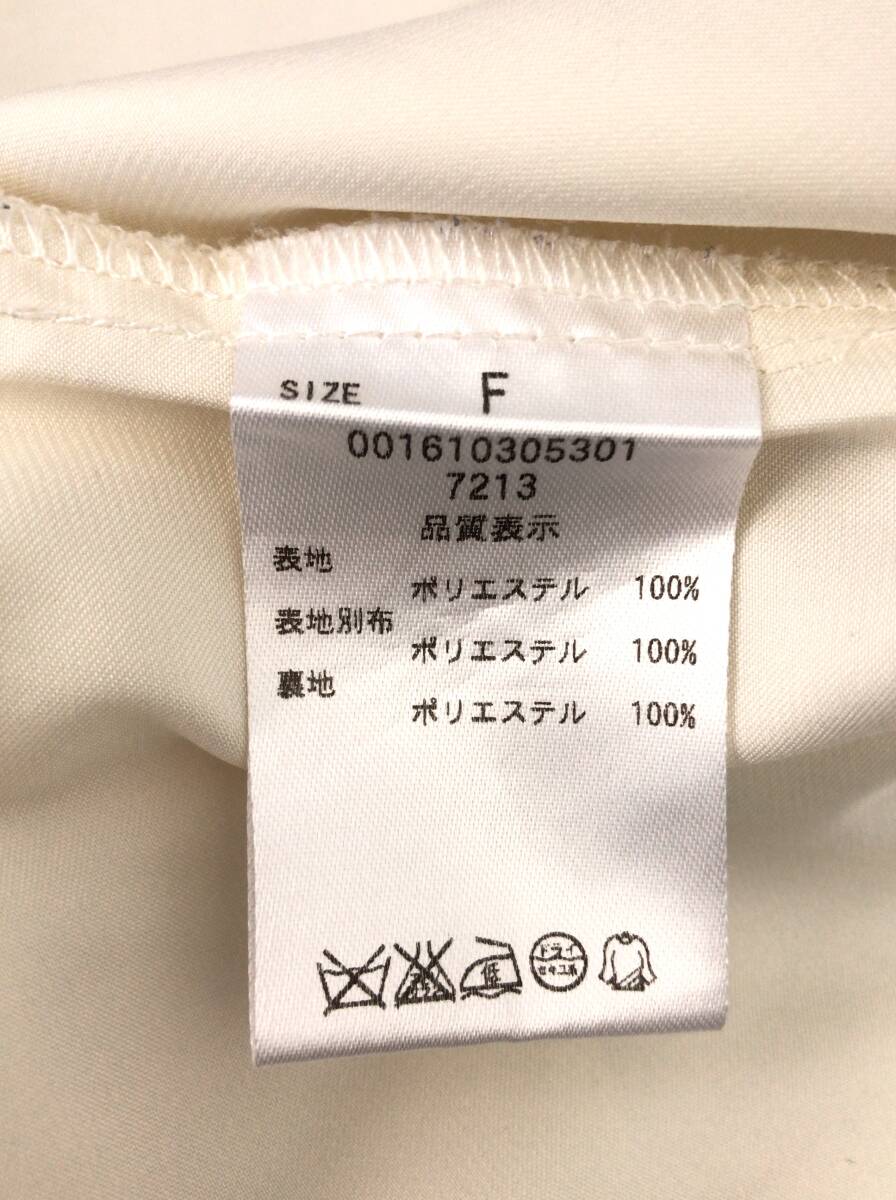 SIZE F
001610305301
7213
品質表示
表地
ポリエステル 100%
表地別布
ポリエステル 100%
裏地
ポリエステル 100%
低
ドライ
セキユ系